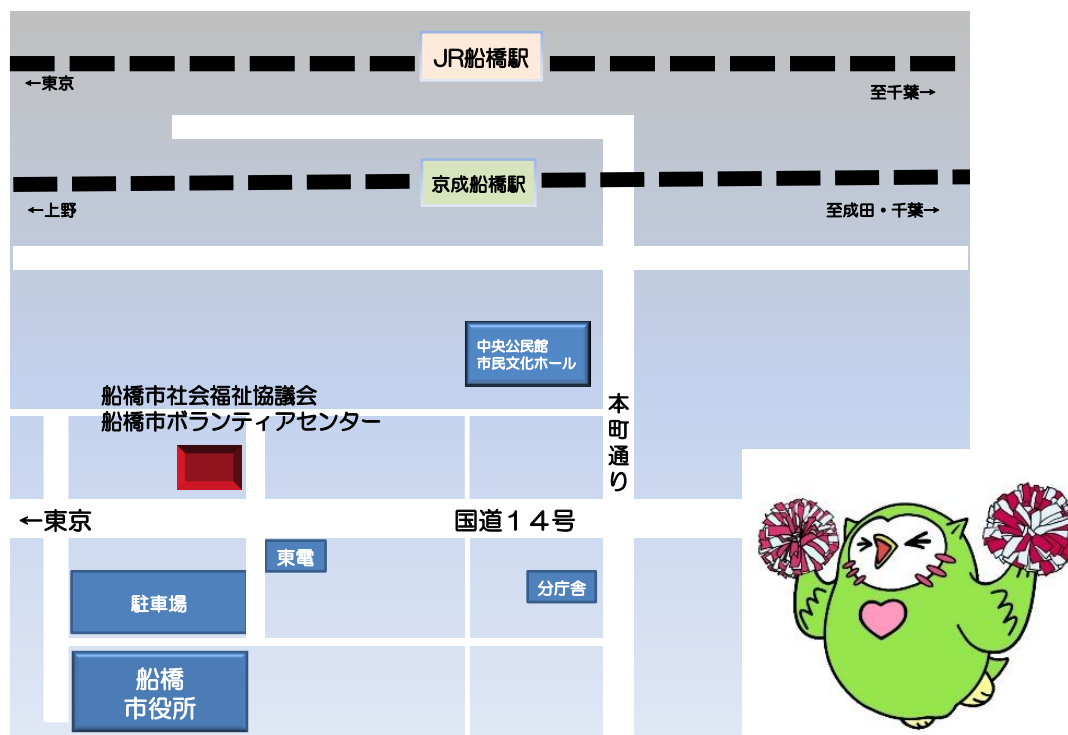 JR船橋駅
←東京
至千葉→
京成船橋駅
←上野
至成田・千葉→
中央公民館
市民文化ホール
船橋市社会福祉協議会
船橋市ボランティアセンター
本町通り
←東京
国道１４号
東電
分庁舎
駐車場
船橋
市役所